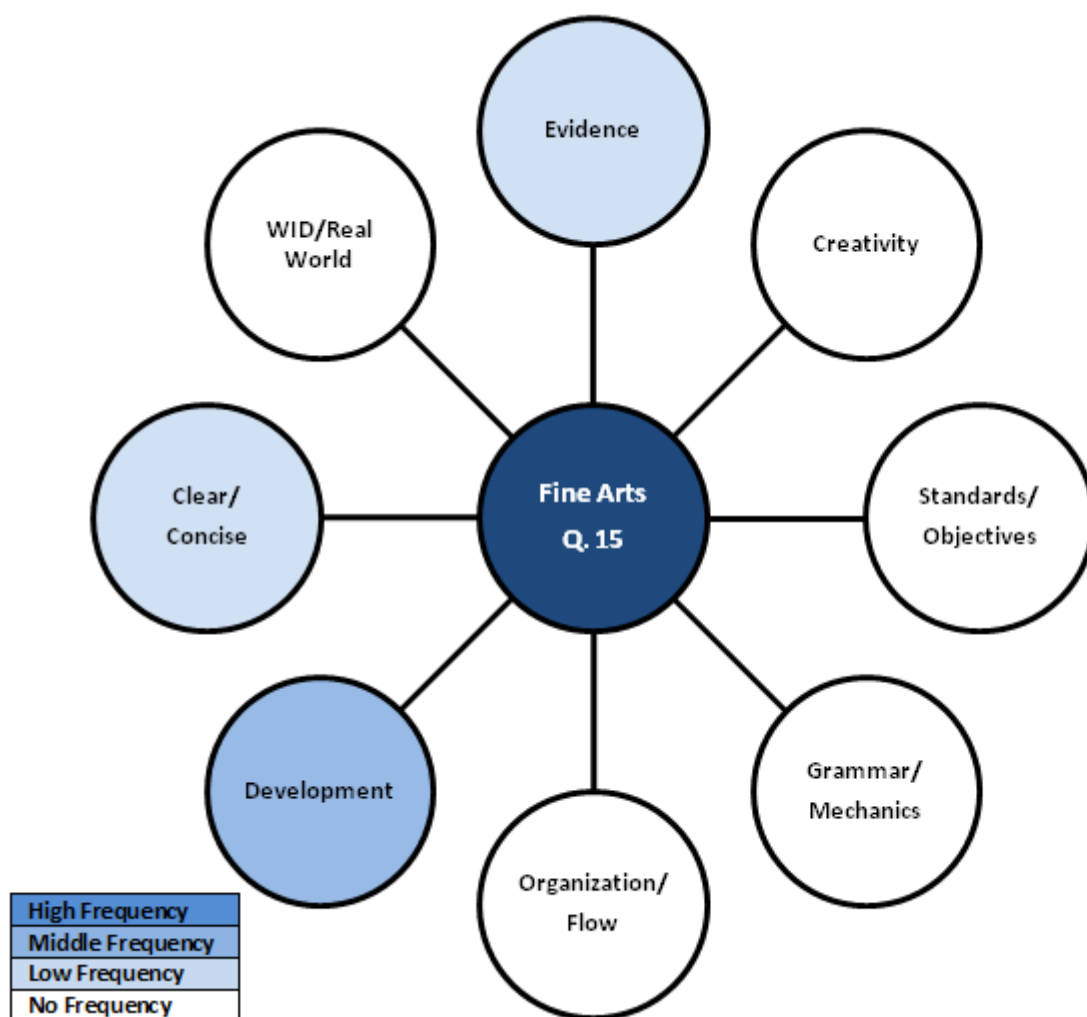 Evidence
WID/Real
World
Creativity
Clear/
Concise
Fine Arts
Q. 15
Standards/
Objectives
Development
Grammar/
Mechanics
Organization/
Flow
High Frequency
Middle Frequency
Low Frequency
No Frequency